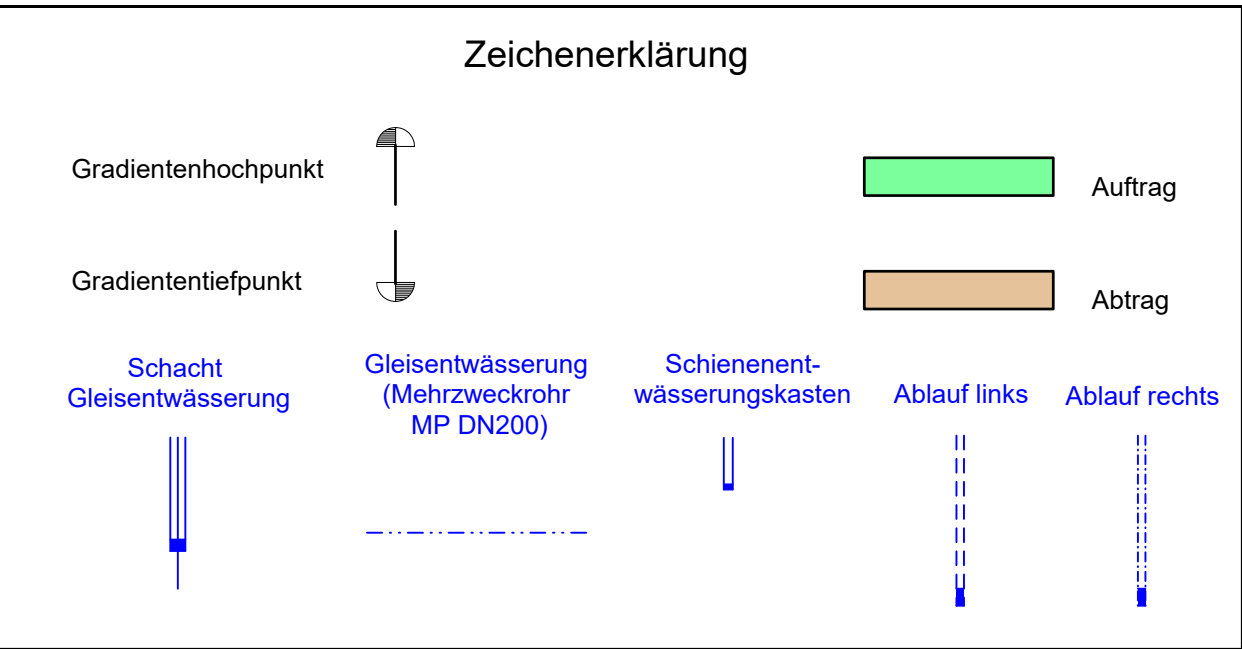 Zeichenerklärung
Gradientenhochpunkt
Auftrag
Gradiententiefpunkt
Abtrag
Schacht
Gleisentwässerung
Gleisentwässerung
(Mehrzweckrohr
MP DN200)
Schienenent-
wässerungskasten
Ablauf links
Ablauf rechts